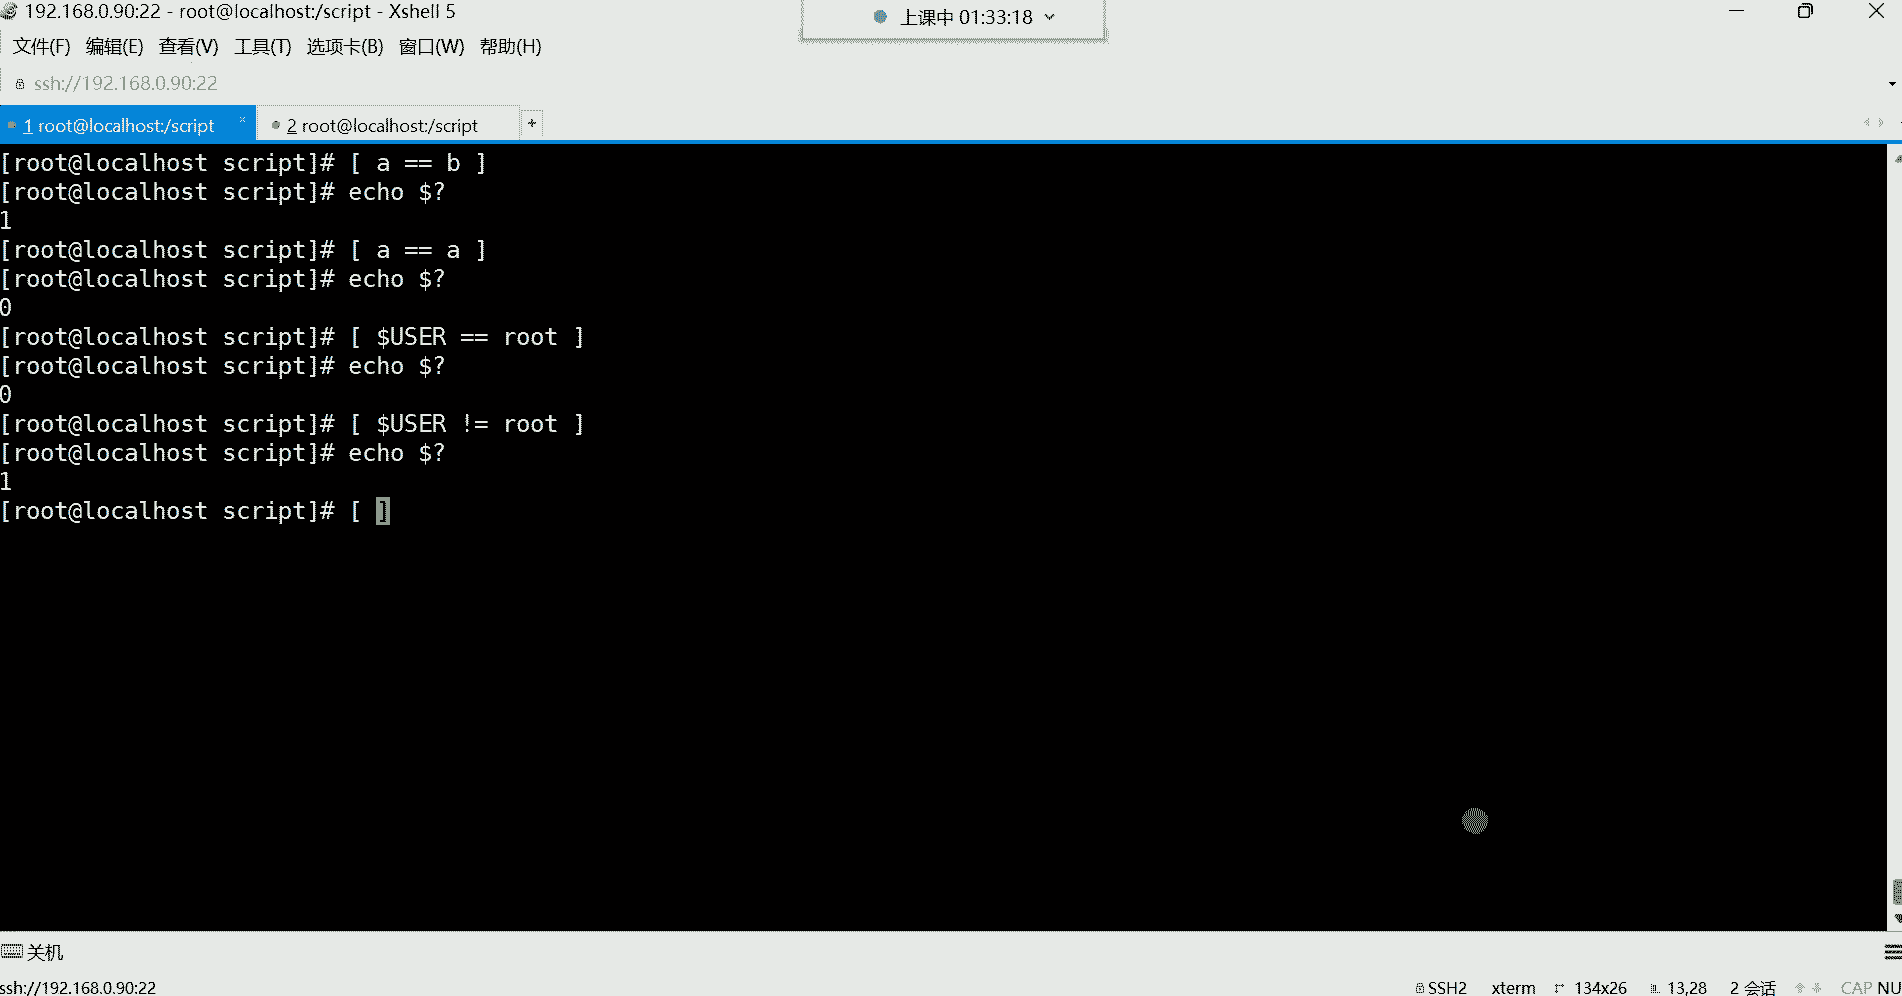 192.168.0.90:22 - root@localhost:/script - Xshell 5
上课中 01:33:18
文件(F) 编辑(E) 查看(V) 工具(T) 选项卡(B) 窗口(W) 帮助(H)
ssh://192.168.0.90:22
1 root@localhost:/script × 2 root@localhost:/script +
[root@localhost script]# [ a == b ]
[root@localhost script]# echo $?
1
[root@localhost script]# [ a == a ]
[root@localhost script]# echo $?
0
[root@localhost script]# [ $USER == root ]
[root@localhost script]# echo $?
0
[root@localhost script]# [ $USER != root ]
[root@localhost script]# echo $?
1
[root@localhost script]# [ ]
关机
ssh://192.168.0.90:22 SSH2 xterm 134x26 13,28 2 会话 CAP NU